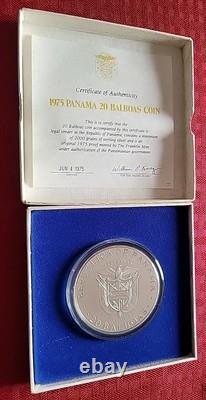 Certificate of Authenticity
1975 PANAMA 20 BALBOAS COIN
This is to certify that the
20 Balboas coin accompanied by this certificate is
legal tender in the Republic of Panama, contains a minimum
of 2000 grains of sterling silver and is an
original 1975 proof minted by The Franklin Mint
under authorization of the Panamanian government
JUN 4 1975
REPUBLICA DE PANAMA
20 BALBOAS